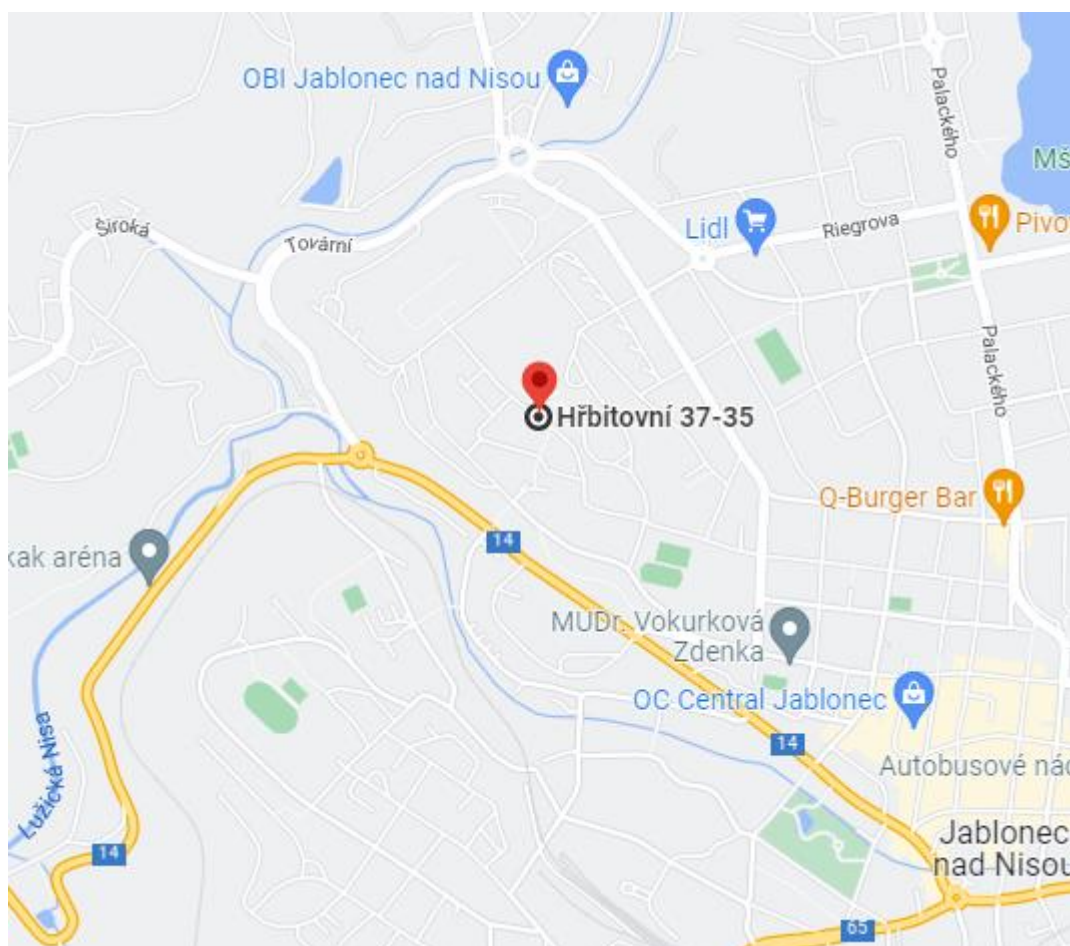 OBI Jablonec nad Nisou
Palackého
Mš
Široká
Tovární
Lidl
Riegrova
Pivo
Palackého
Hřbitovní 37-35
Q-Burger Bar
14
kak aréna
MUDr. Vokurková
Zdenka
OC Central Jablonec
14
Autobusové nác
Lužická Nisa
14
Jablonec
nad Nisou
65